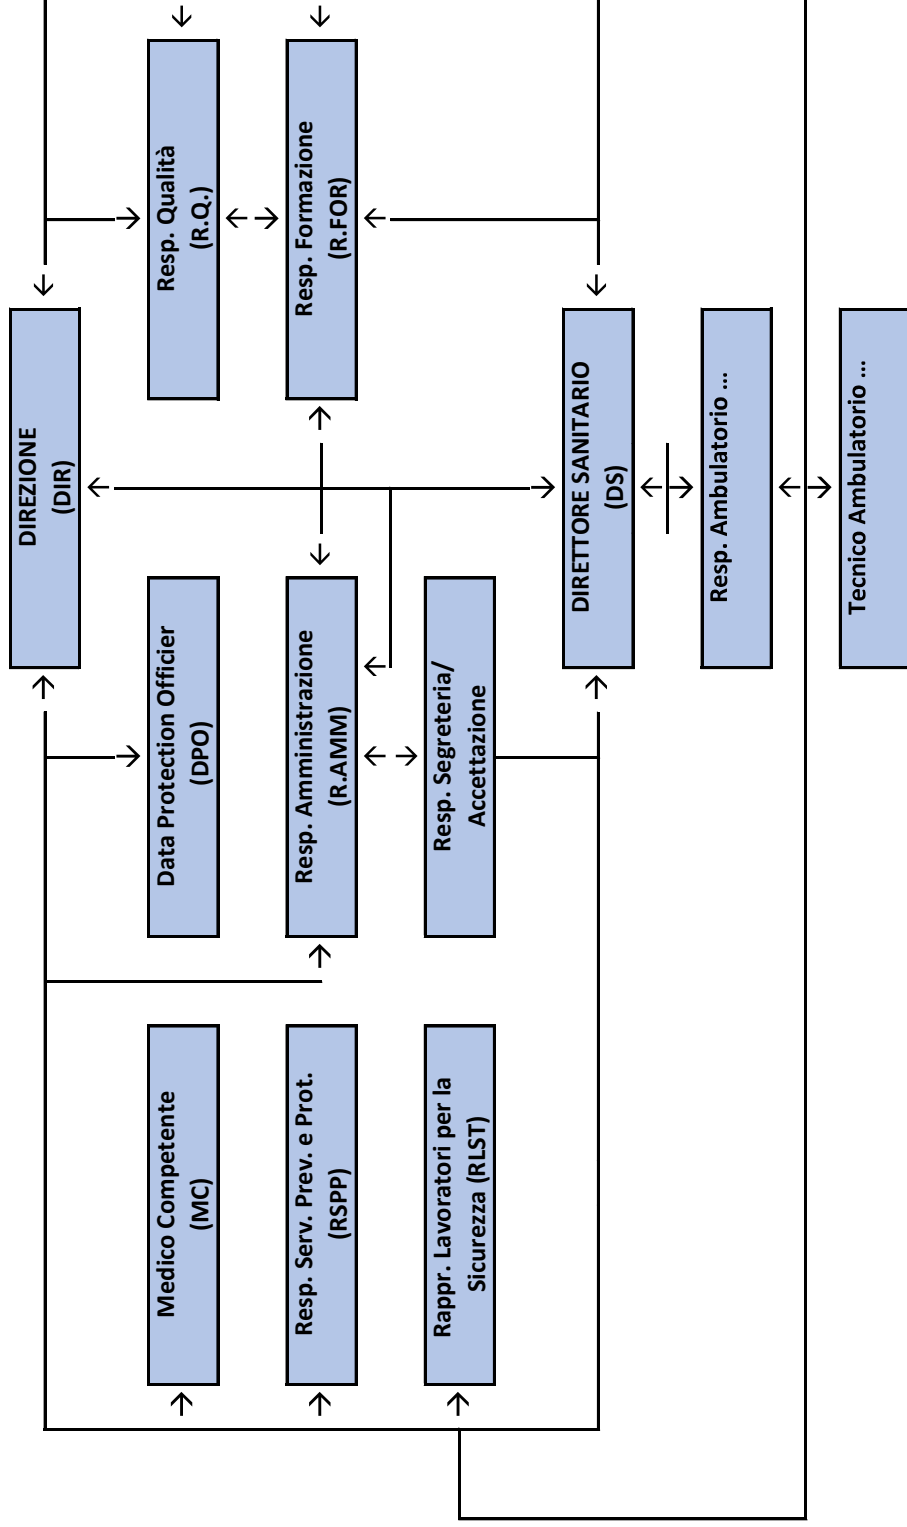 DIREZIONE
(DIR)
Medico Competente
(MC)
Data Protection Officier
(DPO)
Resp. Qualità
(R.Q.)
Resp. Serv. Prev. e Prot.
(RSPP)
Resp. Amministrazione
(R.AMM)
Resp. Formazione
(R.FOR)
Rappr. Lavoratori per la
Sicurezza (RLST)
Resp. Segreteria/
Accettazione
DIRETTORE SANITARIO
(DS)
Resp. Ambulatorio ...
Tecnico Ambulatorio ...